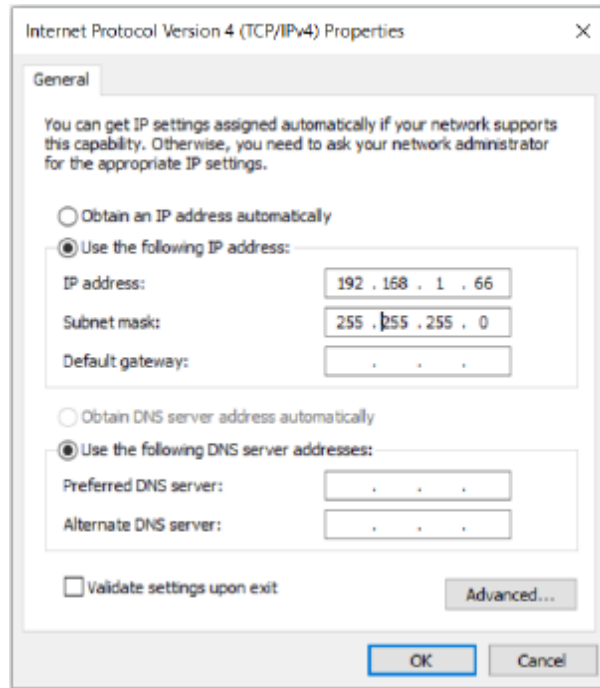 Internet Protocol Version 4 (TCP/IPv4) Properties
General
You can get IP settings assigned automatically if your network supports
this capability. Otherwise, you need to ask your network administrator
for the appropriate IP settings.
Obtain an IP address automatically
Use the following IP address:
IP address: 192 . 168 . 1 . 66
Subnet mask: 255 . 255 . 255 . 0
Default gateway: . . .
Obtain DNS server address automatically
Use the following DNS server addresses:
Preferred DNS server: . . .
Alternate DNS server: . . .
Validate settings upon exit
Advanced...
OK Cancel